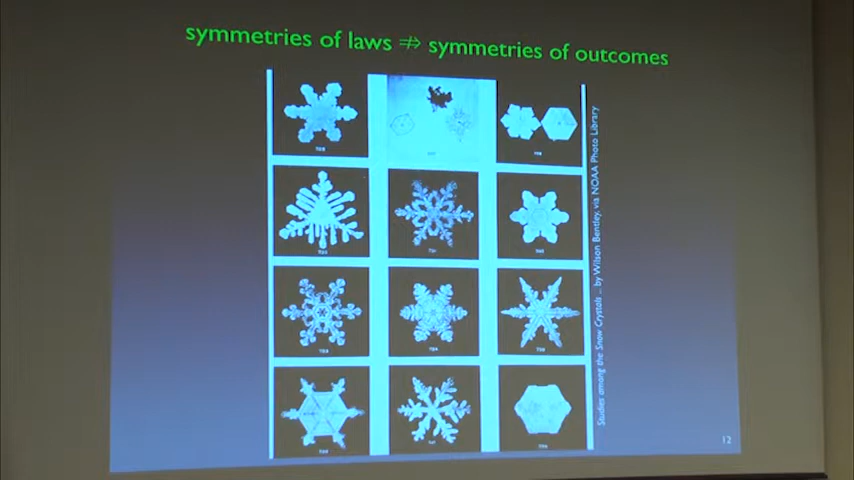 symmetries of laws ⇏ symmetries of outcomes
Studies among the Snow Crystals ... by Wilson Bentley, via NOAA Photo Library
12